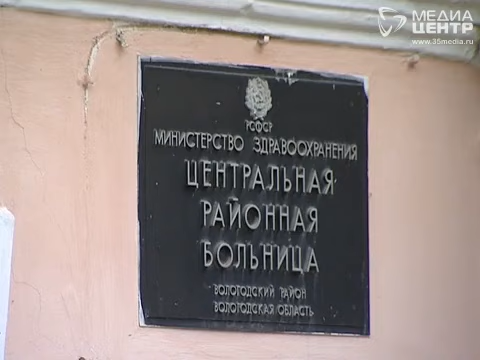 МЕДИА
ЦЕНТР
www.35media.ru
РСФСР
МИНИСТЕРСТВО ЗДРАВООХРАНЕНИЯ
ЦЕНТРАЛЬНАЯ
РАЙОННАЯ
БОЛЬНИЦА
ВОЛОГОДСКИЙ РАЙОН
ВОЛОГОДСКАЯ ОБЛАСТЬ